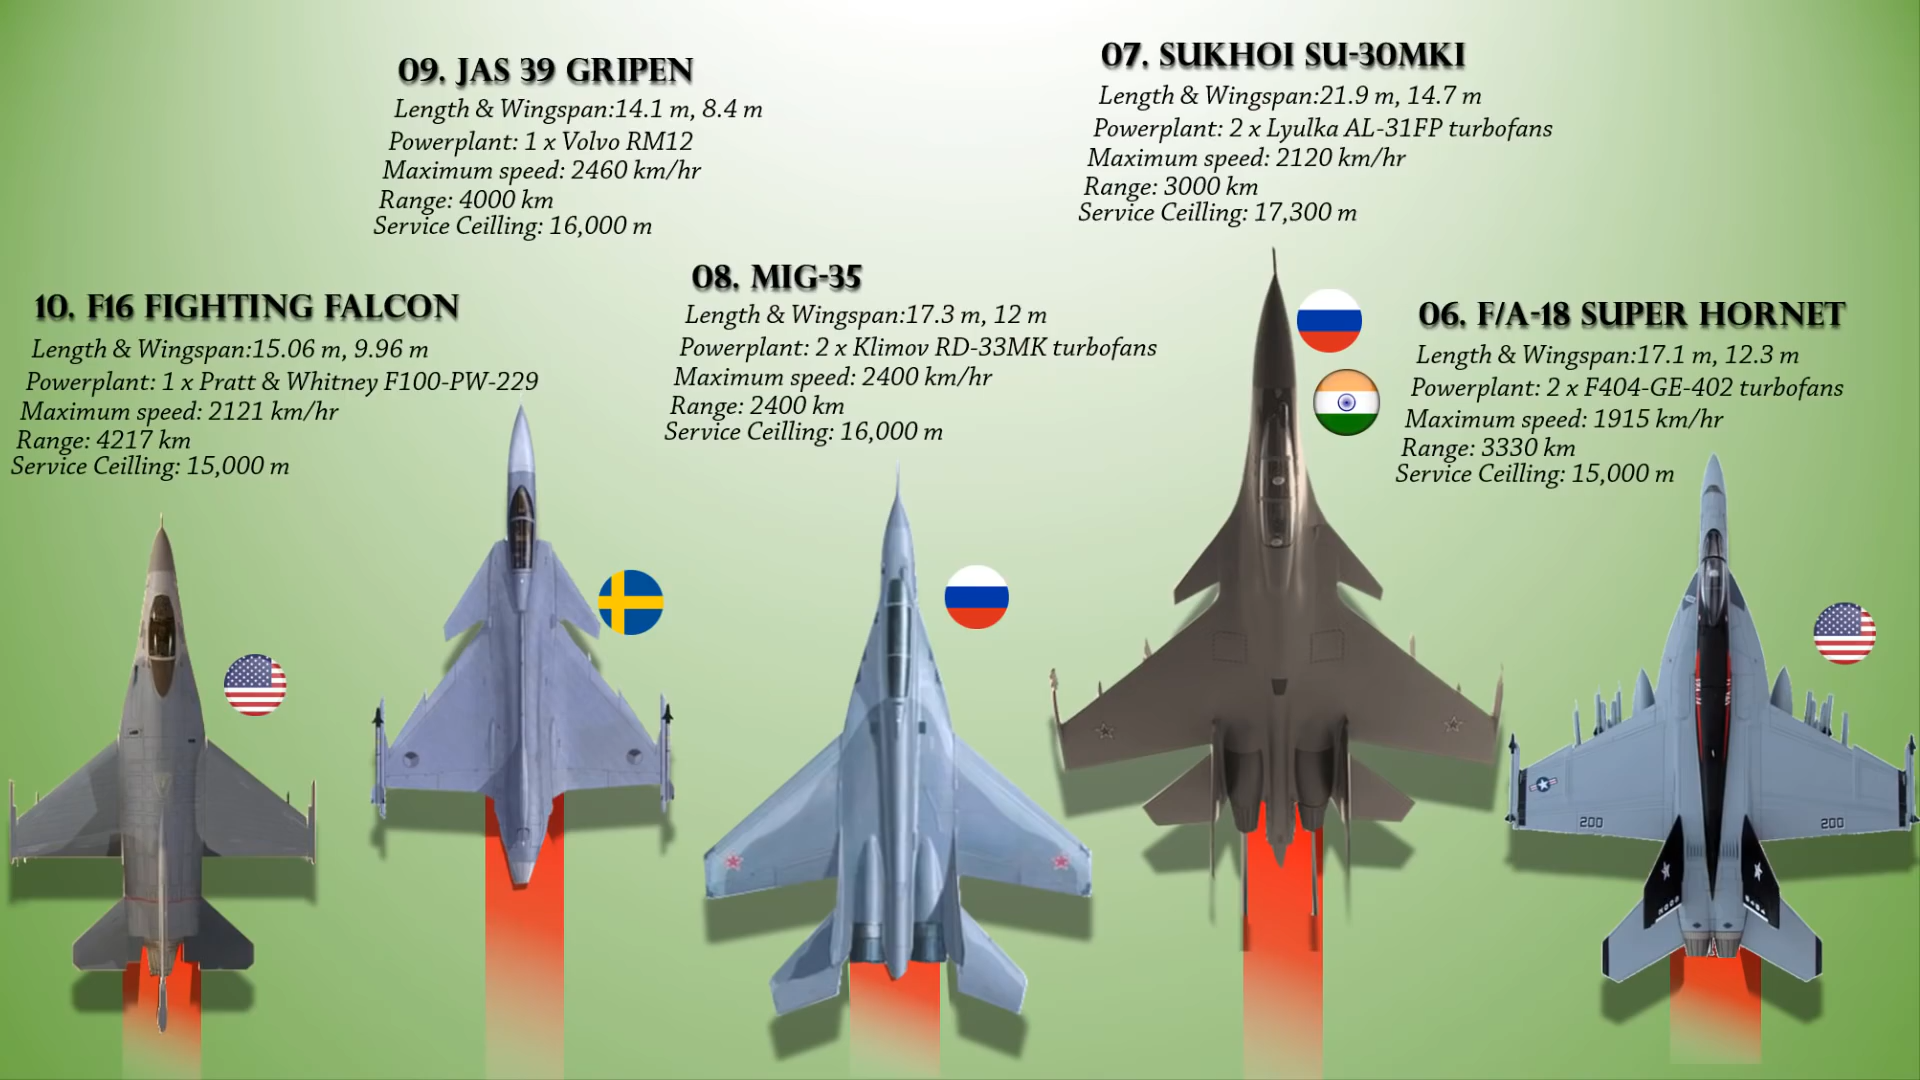 09. JAS 39 GRIPEN
Length & Wingspan:14.1 m, 8.4 m
Powerplant: 1 x Volvo RM12
Maximum speed: 2460 km/hr
Range: 4000 km
Service Ceilling: 16,000 m
07. SUKHOI SU-30MKI
Length & Wingspan:21.9 m, 14.7 m
Powerplant: 2 x Lyulka AL-31FP turbofans
Maximum speed: 2120 km/hr
Range: 3000 km
Service Ceilling: 17,300 m
10. F16 FIGHTING FALCON
Length & Wingspan:15.06 m, 9.96 m
Powerplant: 1 x Pratt & Whitney F100-PW-229
Maximum speed: 2121 km/hr
Range: 4217 km
Service Ceilling: 15,000 m
08. MIG-35
Length & Wingspan:17.3 m, 12 m
Powerplant: 2 x Klimov RD-33MK turbofans
Maximum speed: 2400 km/hr
Range: 2400 km
Service Ceilling: 16,000 m
06. F/A-18 SUPER HORNET
Length & Wingspan:17.1 m, 12.3 m
Powerplant: 2 x F404-GE-402 turbofans
Maximum speed: 1915 km/hr
Range: 3330 km
Service Ceilling: 15,000 m
200
200